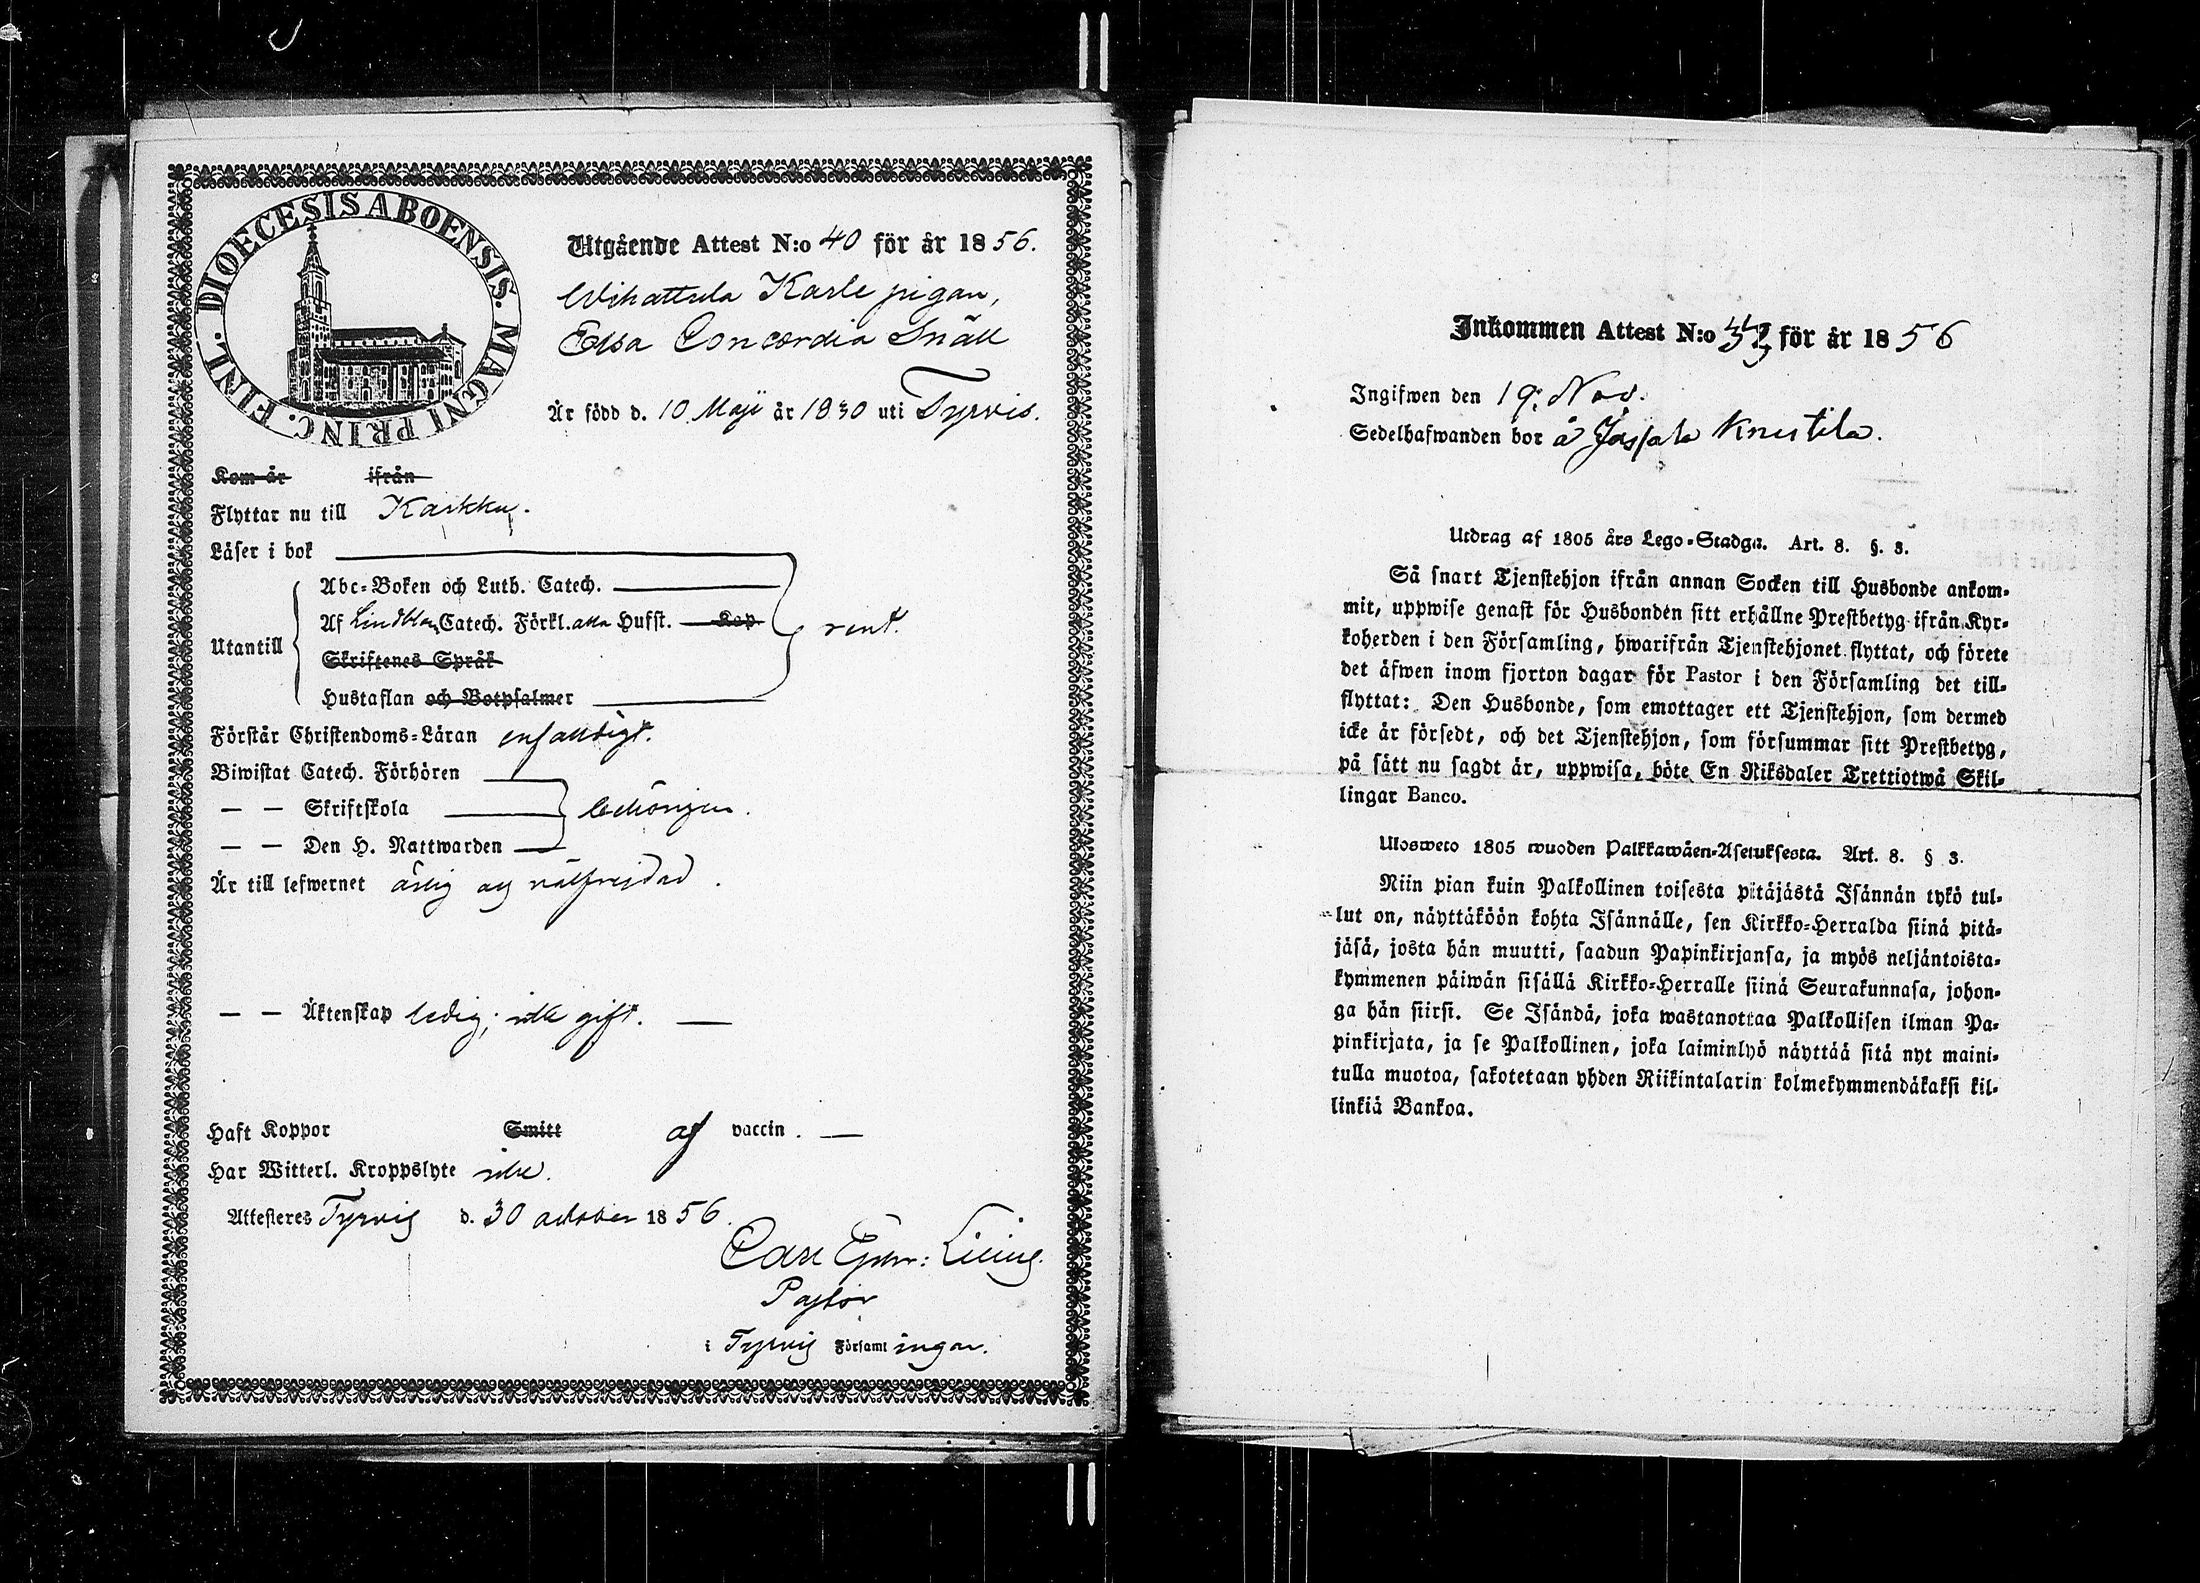 DIOECESIS ABOENSIS. MAGNI PRINC. FINL.
Utgående Attest N:o 40 för år 1856.
Wihattula Karle pigan,
Elsa Concordia Snäll
Är född d. 10 Maji år 1830 uti Tyrvis.
Kom år ifrån
Flyttar nu till Karkku.
Läser i bok
Abc-Boken och Luth. Catech.
Af Catech. Förkl. Hufst. Kap
rent.
Utantill
Skriftenes Språk
Hustaflan och Botpsalmer
Förstår Christendoms-Läran enfaldigt.
Biwistat Catech. Förhören
— — Skriftskola behörigen.
— — Den H. Nattwarden
Är till lefwernet ärlig och välfrejdad.
— — Äktenskap ledig; icke gift. —
Haft Koppor Smitt af vaccin. —
Har Witterl. Kroppslyte icke.
Attesteres Tyrvis d. 30 october 1856.
Carl
Pastor
i Tyrvis Församlingar.
Inkommen Attest N:o för år 1856
Ingifwen den 19. Nov.
Sedelhafwanden bor å Knuutila.
Utdrag af 1805 års Lego-Stadga. Art. 8. §. 3.
Så snart Tjenstehjon ifrån annan Socken till Husbonde ankom-
mit, uppwise genast för Husbonden sitt erhållne Prestbetyg ifrån Kyr-
koherden i den Församling, hwarifrån Tjenstehjonet flyttat, och förete
det äfwen inom fjorton dagar för Pastor i den Församling det till-
flyttat: Den Husbonde, som emottager ett Tjenstehjon, som dermed
icke är försedt, och det Tjenstehjon, som försummar sitt Prestbetyg,
på sätt nu sagdt är, uppwisa, böte En Riksdaler Trettiotwå Skil-
lingar Banco.
Ulosweto 1805 wuoden Palkkawäen-Asetuksesta. Art. 8. § 3.
Niin pian kuin Palkollinen toisesta pitäjästä Isännän tykö tul-
lut on, näyttäköön kohta Isännälle, sen Kirkko-Herralda siinä pitä-
jäsä, josta hän muutti, saadun Papinkirjansa, ja myös neljäntoista-
kymmenen päiwän sisällä Kirkko-Herralle siinä Seurakunnasa, johon-
ga hän siirsi. Se Isändä, joka wastanottaa Palkollisen ilman Pa-
pinkirjata, ja se Palkollinen, joka laiminlyö näyttää sitä nyt maini-
tulla muotoa, sakotetaan yhden Riikintalarin kolmekymmendäkaksi kil-
linkiä Bankoa.